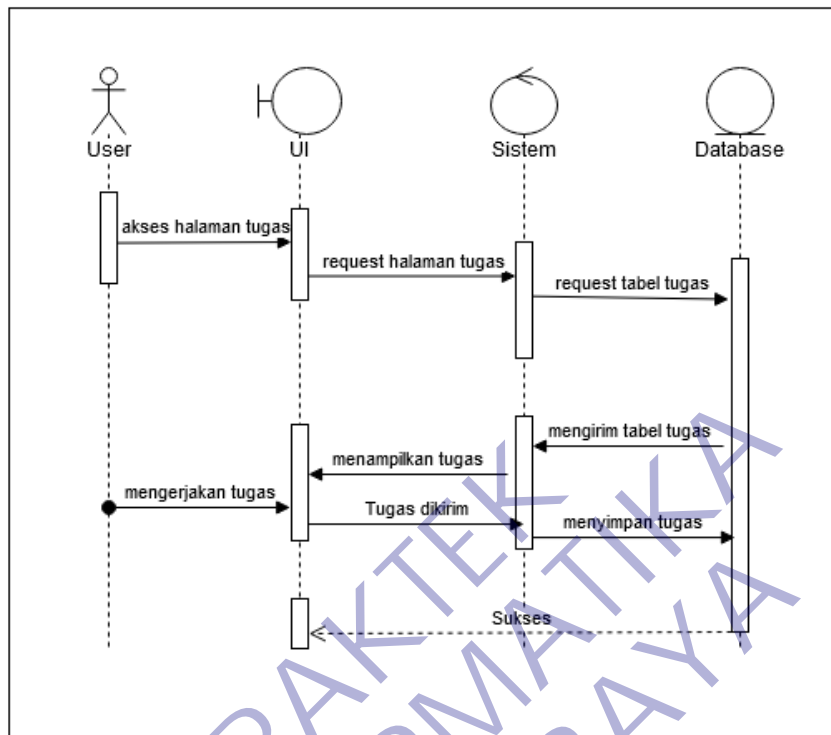 User
UI
Sistem
Database
akses halaman tugas
request halaman tugas
request tabel tugas
mengirim tabel tugas
menampilkan tugas
mengerjakan tugas
Tugas dikirim
menyimpan tugas
Sukses